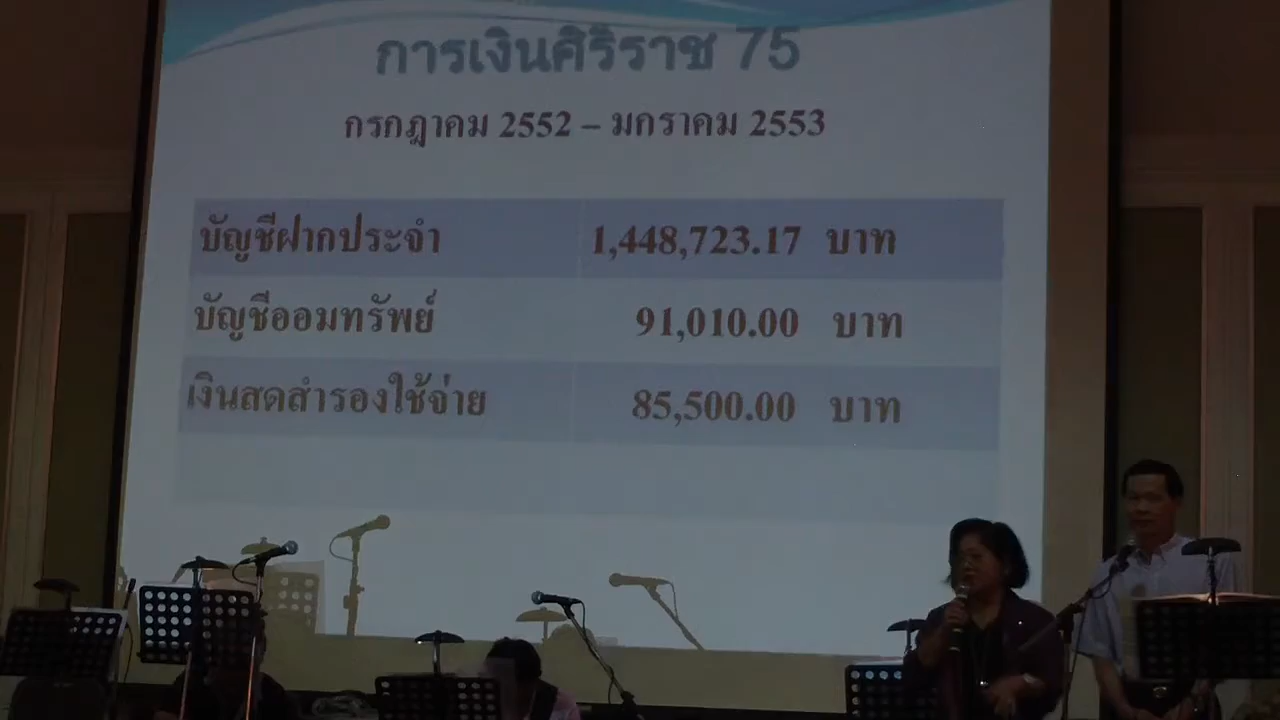 การเงินศิริราช 75
กรกฎาคม 2552 – มกราคม 2553
บัญชีฝากประจำ 1,448,723.17 บาท
บัญชีออมทรัพย์ 91,010.00 บาท
เงินสดสำรองใช้จ่าย 85,500.00 บาท